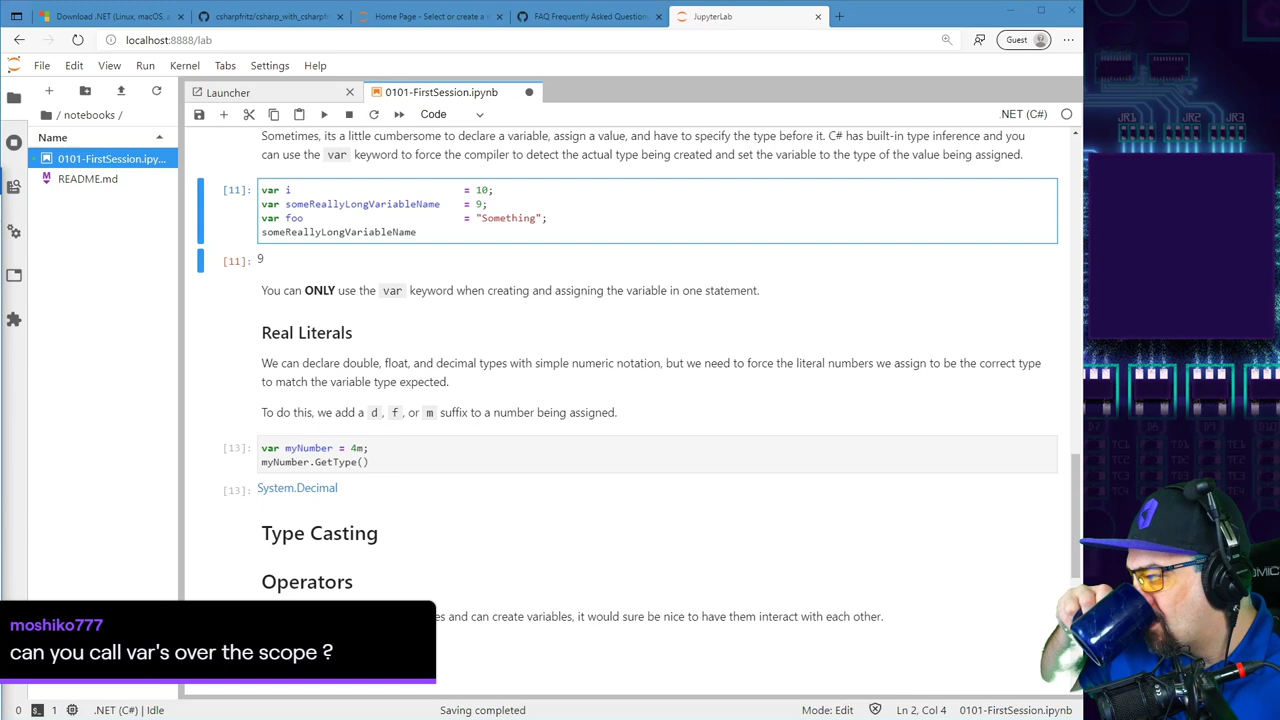 Download .NET (Linux, macOS, a
csharpfritz/csharp_with_csharpf
Home Page - Select or create a
FAQ Frequently Asked Question
JupyterLab
localhost:8888/lab
Guest
File Edit View Run Kernel Tabs Settings Help
Launcher
0101-FirstSession.ipynb
/ notebooks /
Code
.NET (C#)
Name
0101-FirstSession.ipy...
README.md
Sometimes, its a little cumbersome to declare a variable, assign a value, and have to specify the type before it. C# has built-in type inference and you
can use the var keyword to force the compiler to detect the actual type being created and set the variable to the type of the value being assigned.
[11]: var i = 10;
var someReallyLongVariableName = 9;
var foo = "Something";
someReallyLongVariableName
[11]: 9
You can ONLY use the var keyword when creating and assigning the variable in one statement.
Real Literals
We can declare double, float, and decimal types with simple numeric notation, but we need to force the literal numbers we assign to be the correct type
to match the variable type expected.
To do this, we add a d, f, or m suffix to a number being assigned.
[13]: var myNumber = 4m;
myNumber.GetType()
[13]: System.Decimal
Type Casting
Operators
es and can create variables, it would sure be nice to have them interact with each other.
moshiko777
can you call var's over the scope ?
0 1 .NET (C#) | Idle
Saving completed
Mode: Edit
Ln 2, Col 4
0101-FirstSession.ipynb
JR1
JR2
JR3
D7
D8
D9
D10